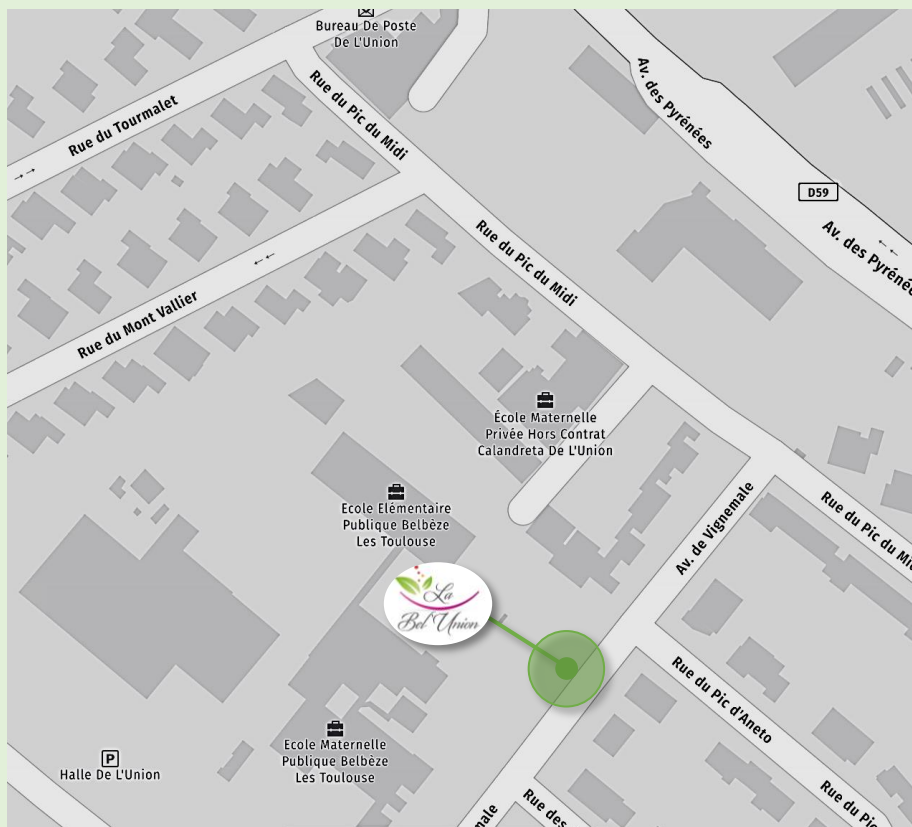 Bureau De Poste
De L'Union
Rue du Tourmalet
Rue du Pic du Midi
Av. des Pyrénées
D59
Av. des Pyréné
Rue du Pic du Midi
Rue du Mont Vallier
École Maternelle
Privée Hors Contrat
Calandreta De L'Union
Ecole Elémentaire
Publique Belbèze
Les Toulouse
Av. de Vignemale
Rue du Pic du Mi
La
Bel'Union
Rue du Pic d'Aneto
Ecole Maternelle
Publique Belbèze
Les Toulouse
P
Halle De L'Union
Rue du Pic
Rue des
male